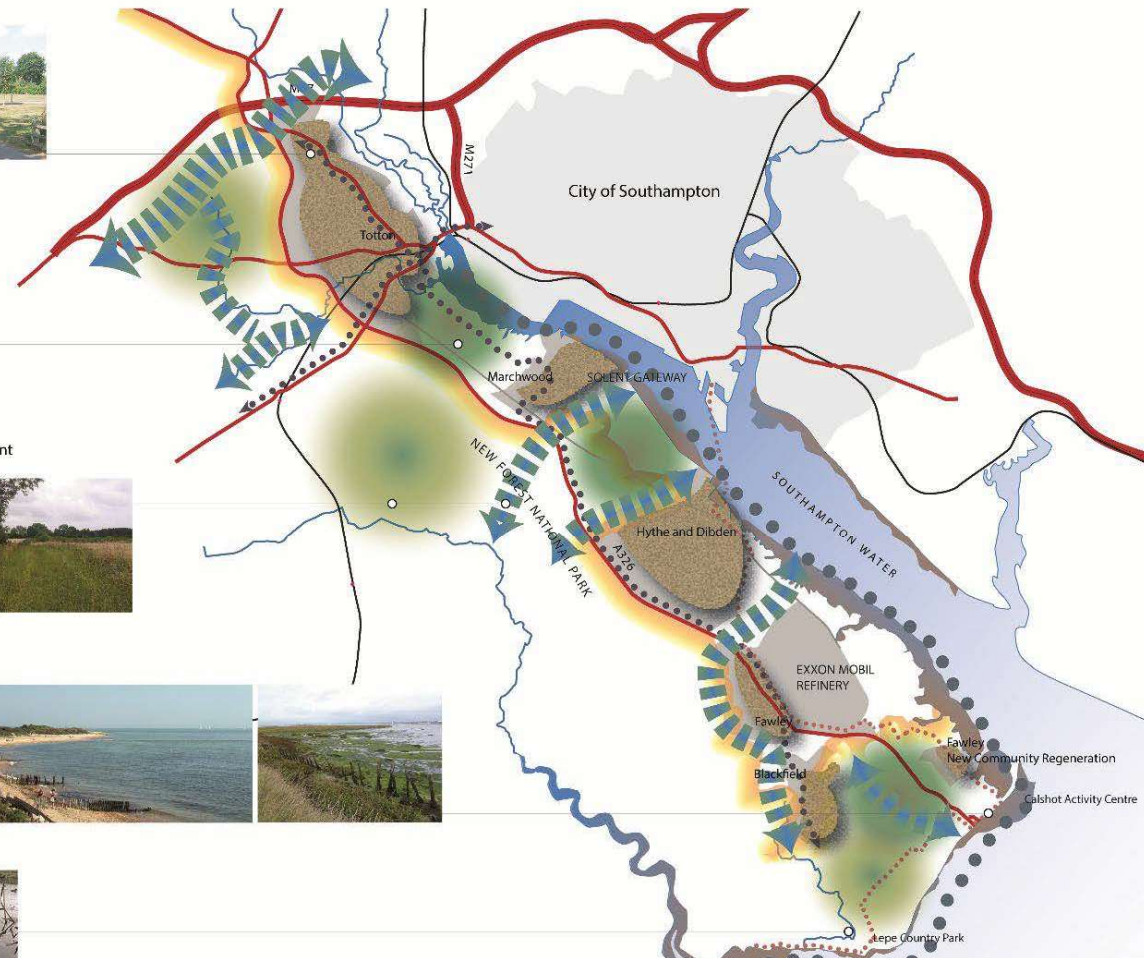 M27
M271
City of Southampton
Totton
Marchwood
SOLENT GATEWAY
nt
NEW FOREST NATIONAL PARK
SOUTHAMPTON WATER
Hythe and Dibden
A326
EXXON MOBIL
REFINERY
Fawley
Fawley
New Community Regeneration
Blackfield
Calshot Activity Centre
Lepe Country Park